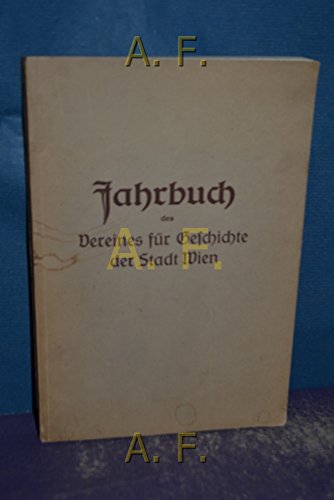 A. F.
Jahrbuch
des
Vereines für Geschichte
A. F.
der Stadt Wien
A. F.